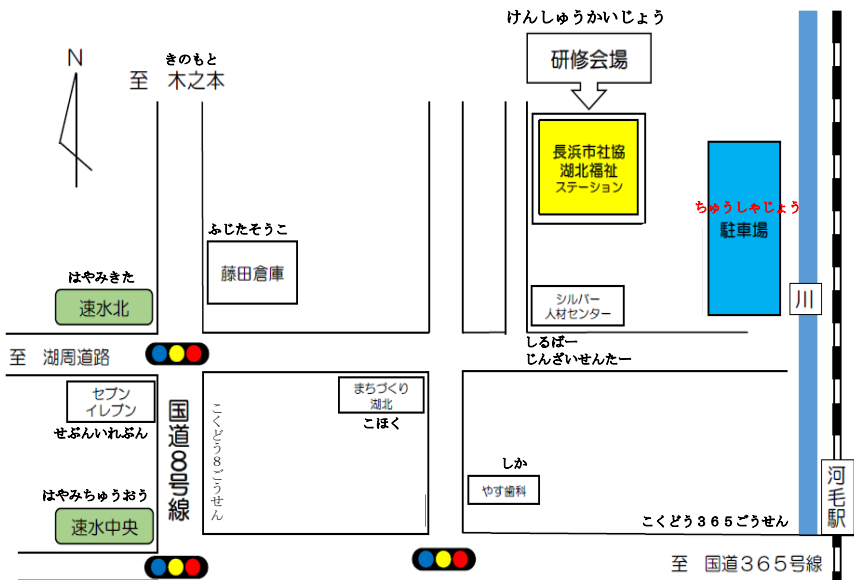 けんしゅうかいじょう
研修会場
N
きのもと
至 木之本
長浜市社協
湖北福祉
ステーション
ちゅうしゃじょう
駐車場
ふじたそうこ
藤田倉庫
はやみきた
速水北
シルバー
人材センター
川
しるばー
じんざいせんたー
至 湖周道路
セブン
イレブン
せぶんいれぶん
国道8号線
こくどう8ごうせん
まちづくり
湖北
こほく
しか
やす歯科
河毛駅
はやみちゅうおう
速水中央
こくどう365ごうせん
至 国道365号線